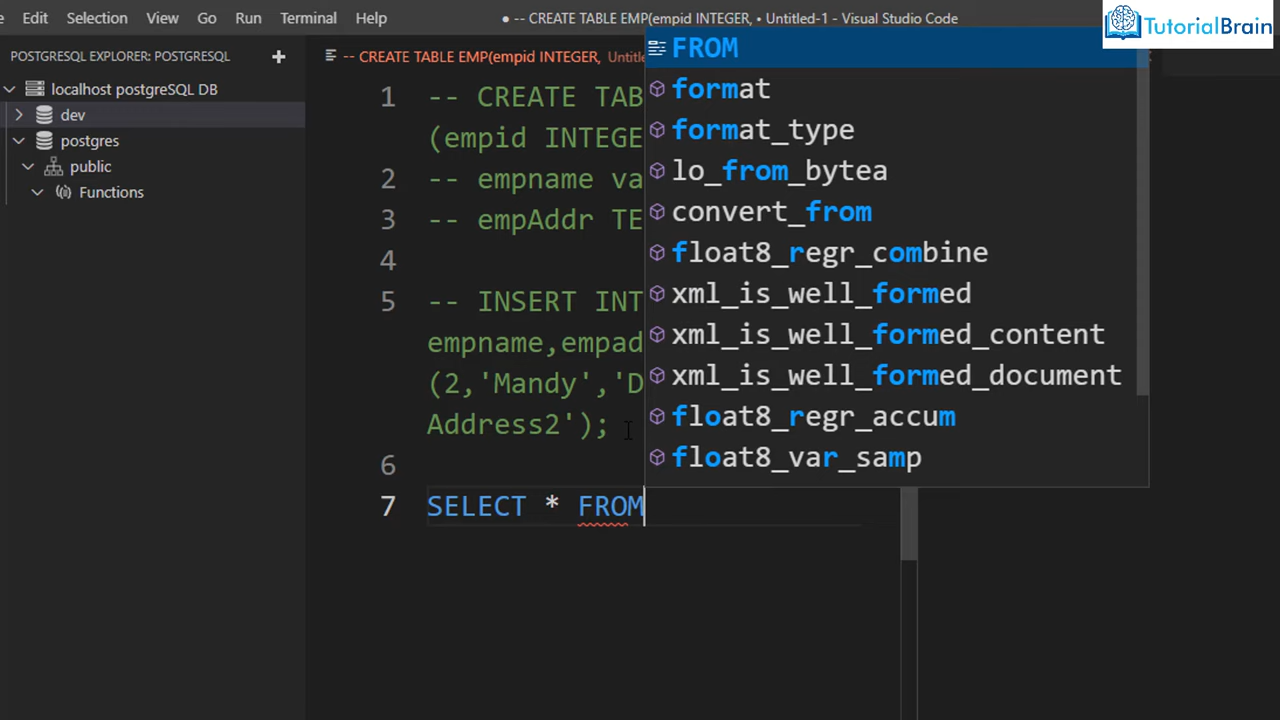 Edit Selection View Go Run Terminal Help
● -- CREATE TABLE EMP(empid INTEGER, • Untitled-1 - Visual Studio Code
TutorialBrain
POSTGRESQL EXPLORER: POSTGRESQL +
localhost postgreSQL DB
dev
postgres
public
Functions
-- CREATE TABLE EMP(empid INTEGER,
1 -- CREATE TAB
(empid INTEGE
2 -- empname va
3 -- empAddr TE
4
5 -- INSERT INT
empname,empad
(2,'Mandy','D
Address2');
6
7 SELECT * FROM
FROM
format
format_type
lo_from_bytea
convert_from
float8_regr_combine
xml_is_well_formed
xml_is_well_formed_content
xml_is_well_formed_document
float8_regr_accum
float8_var_samp